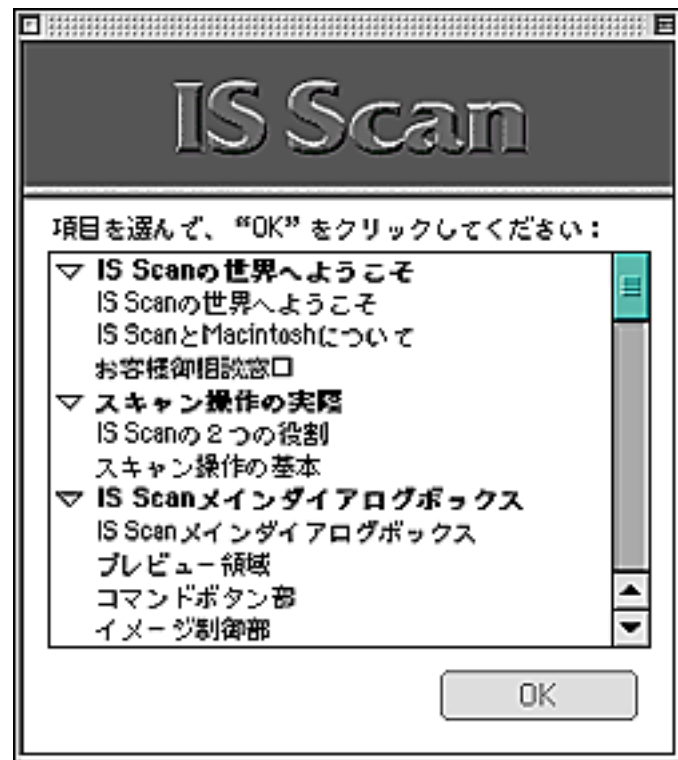 IS Scan
項目を選んで、“OK” をクリックしてください：
IS Scanの世界へようこそ
IS Scanの世界へようこそ
IS ScanとMacintoshについて
お客様御相談窓口
スキャン操作の実際
IS Scanの２つの役割
スキャン操作の基本
IS Scanメインダイアログボックス
IS Scanメインダイアログボックス
プレビュー領域
コマンドボタン部
イメージ制御部
OK